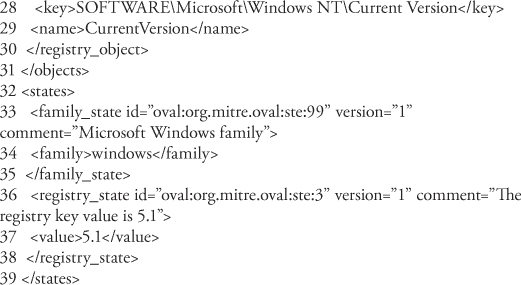 28 <key>SOFTWARE\Microsoft\Windows NT\Current Version</key>
29 <name>CurrentVersion</name>
30 </registry_object>
31 </objects>
32 <states>
33 <family_state id=”oval:org.mitre.oval:ste:99” version=”1”
comment=”Microsoft Windows family”>
34 <family>windows</family>
35 </family_state>
36 <registry_state id=”oval:org.mitre.oval:ste:3” version=”1” comment=”The
registry key value is 5.1”>
37 <value>5.1</value>
38 </registry_state>
39 </states>